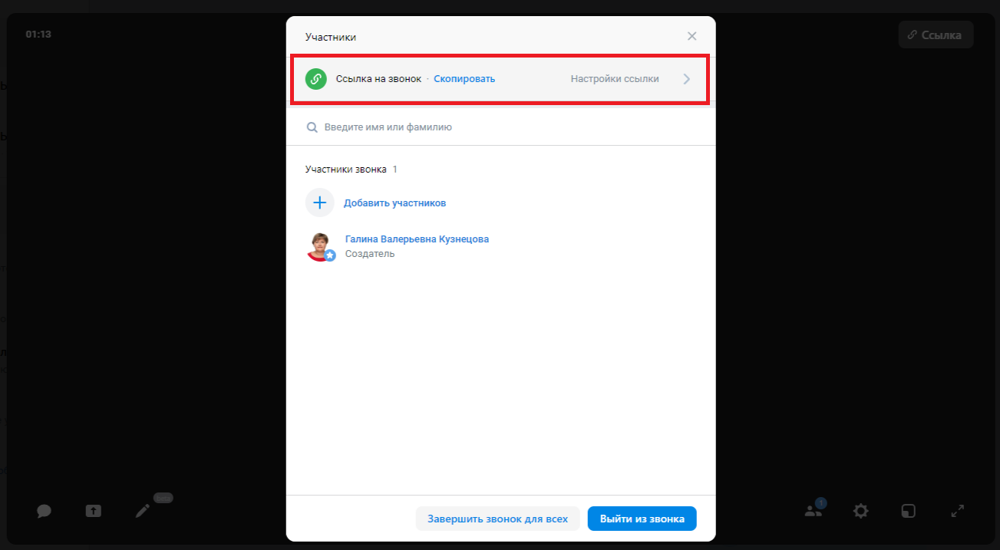 01:13
Участники
Ссылка
Ссылка на звонок · Скопировать
Настройки ссылки
Введите имя или фамилию
Участники звонка 1
Добавить участников
Галина Валерьевна Кузнецова
Создатель
beta
1
Завершить звонок для всех
Выйти из звонка